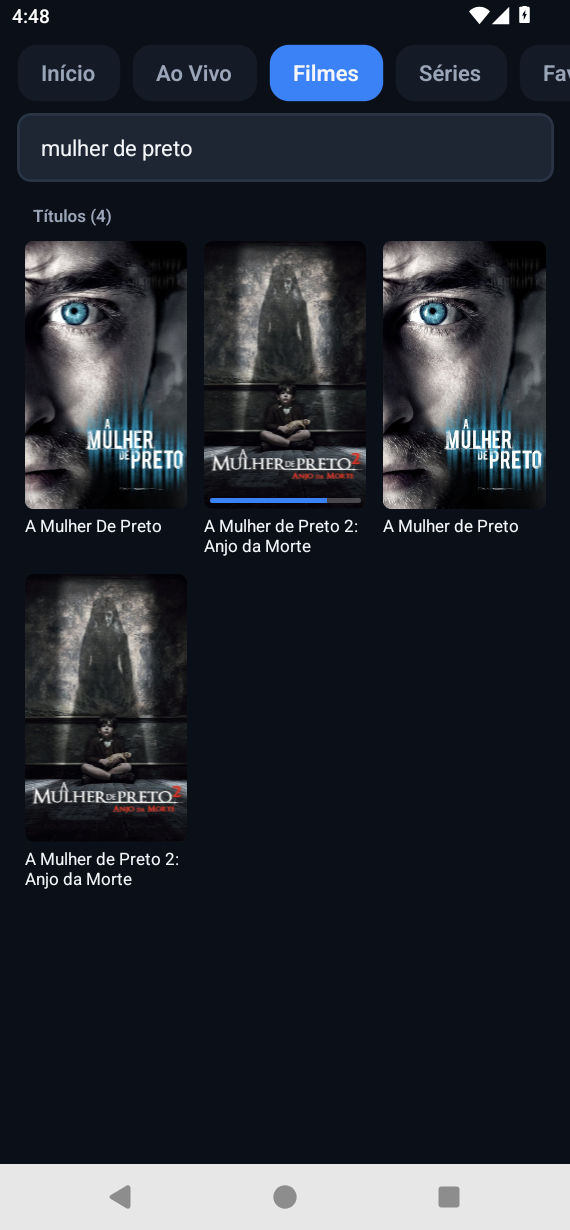 4:48
Início
Ao Vivo
Filmes
Séries
Fav
mulher de preto
Títulos (4)
A
MULHER
DE PRETO
A MULHER DE PRETO 2
ANJO DA MORTE
A
MULHER
DE PRETO
A Mulher De Preto
A Mulher de Preto 2:
Anjo da Morte
A Mulher de Preto
A MULHER DE PRETO 2
ANJO DA MORTE
A Mulher de Preto 2:
Anjo da Morte